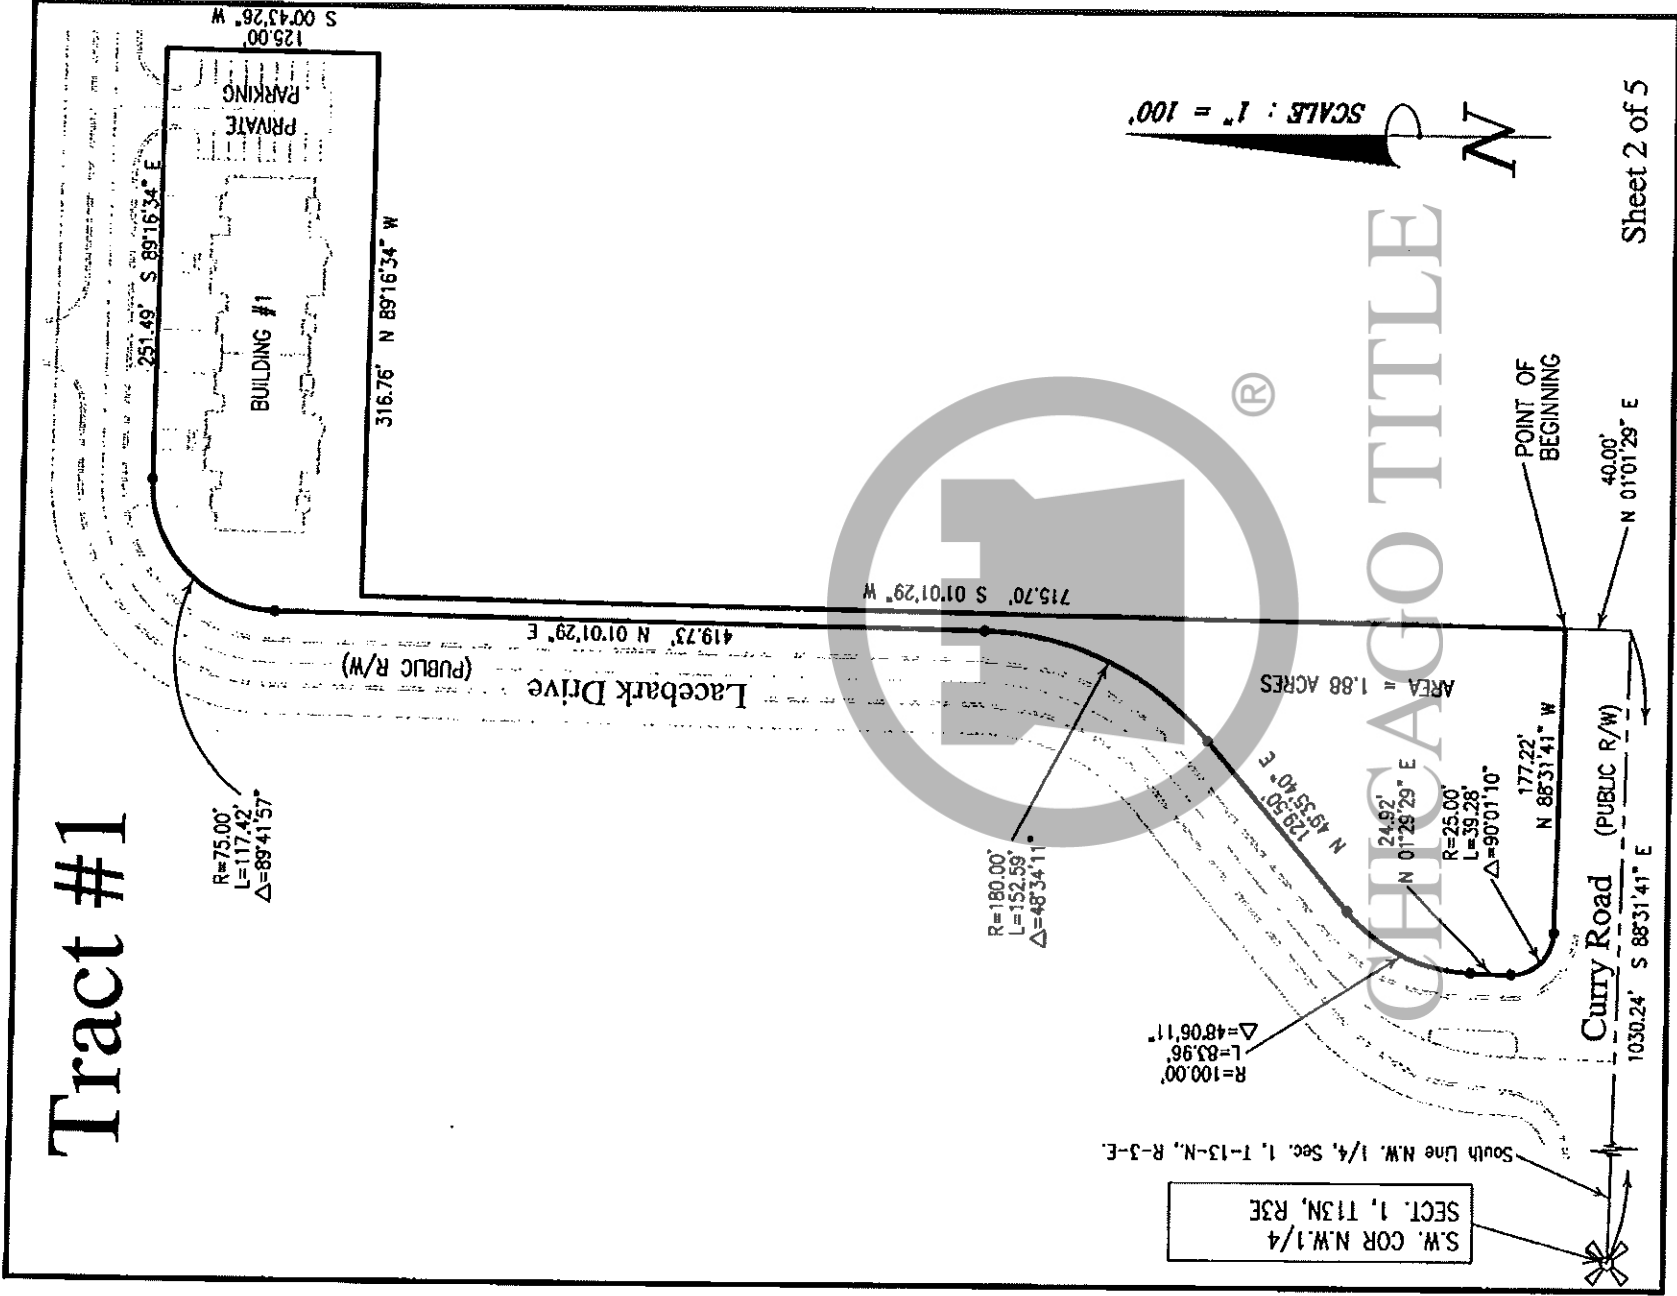 Tract #1
S 00°43'26" W
125.00'
PRIVATE
PARKING
251.49' S 89°16'34" E
BUILDING #1
316.76' N 89°16'34" W
R=75.00'
L=117.42'
△=89°41'57"
419.73' N 01°01'29" E
(PUBLIC R/W)
Lacebark Drive
715.70' S 01°01'29" W
R=180.00'
L=152.59'
△=48°34'11"
129.50'
N 49°35'40" E
AREA = 1.88 ACRES
R=100.00'
L=83.96'
△=48°06'11"
24.92'
N 01°29'29" E
R=25.00'
L=39.28'
△=90°01'10"
177.22'
N 88°31'41" W
POINT OF
BEGINNING
40.00'
N 01°01'29" E
Curry Road (PUBLIC R/W)
1030.24' S 88°31'41" E
South Line N.W. 1/4, Sec. 1, T-13-N., R-3-E.
S.W. COR N.W.1/4
SECT. 1, T13N, R3E
SCALE : 1" = 100'
N
Sheet 2 of 5
CHICAGO TITLE
®